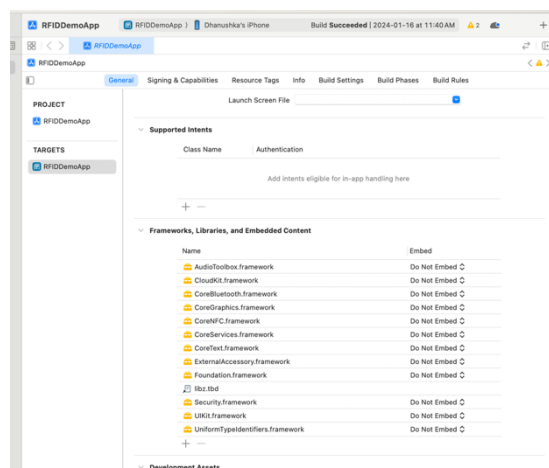 RFIDDemoApp
RFIDDemoApp 〉 Dhanushka's iPhone
Build Succeeded | 2024-01-16 at 11:40 AM
2
RFIDDemoApp
RFIDDemoApp
General Signing & Capabilities Resource Tags Info Build Settings Build Phases Build Rules
PROJECT
RFIDDemoApp
TARGETS
RFIDDemoApp
Launch Screen File
Supported Intents
Class Name Authentication
Add intents eligible for in-app handling here
Frameworks, Libraries, and Embedded Content
Name Embed
AudioToolbox.framework Do Not Embed
CloudKit.framework Do Not Embed
CoreBluetooth.framework Do Not Embed
CoreGraphics.framework Do Not Embed
CoreNFC.framework Do Not Embed
CoreServices.framework Do Not Embed
CoreText.framework Do Not Embed
ExternalAccessory.framework Do Not Embed
Foundation.framework Do Not Embed
libz.tbd
Security.framework Do Not Embed
UIKit.framework Do Not Embed
UniformTypeIdentifiers.framework Do Not Embed
Development Assets